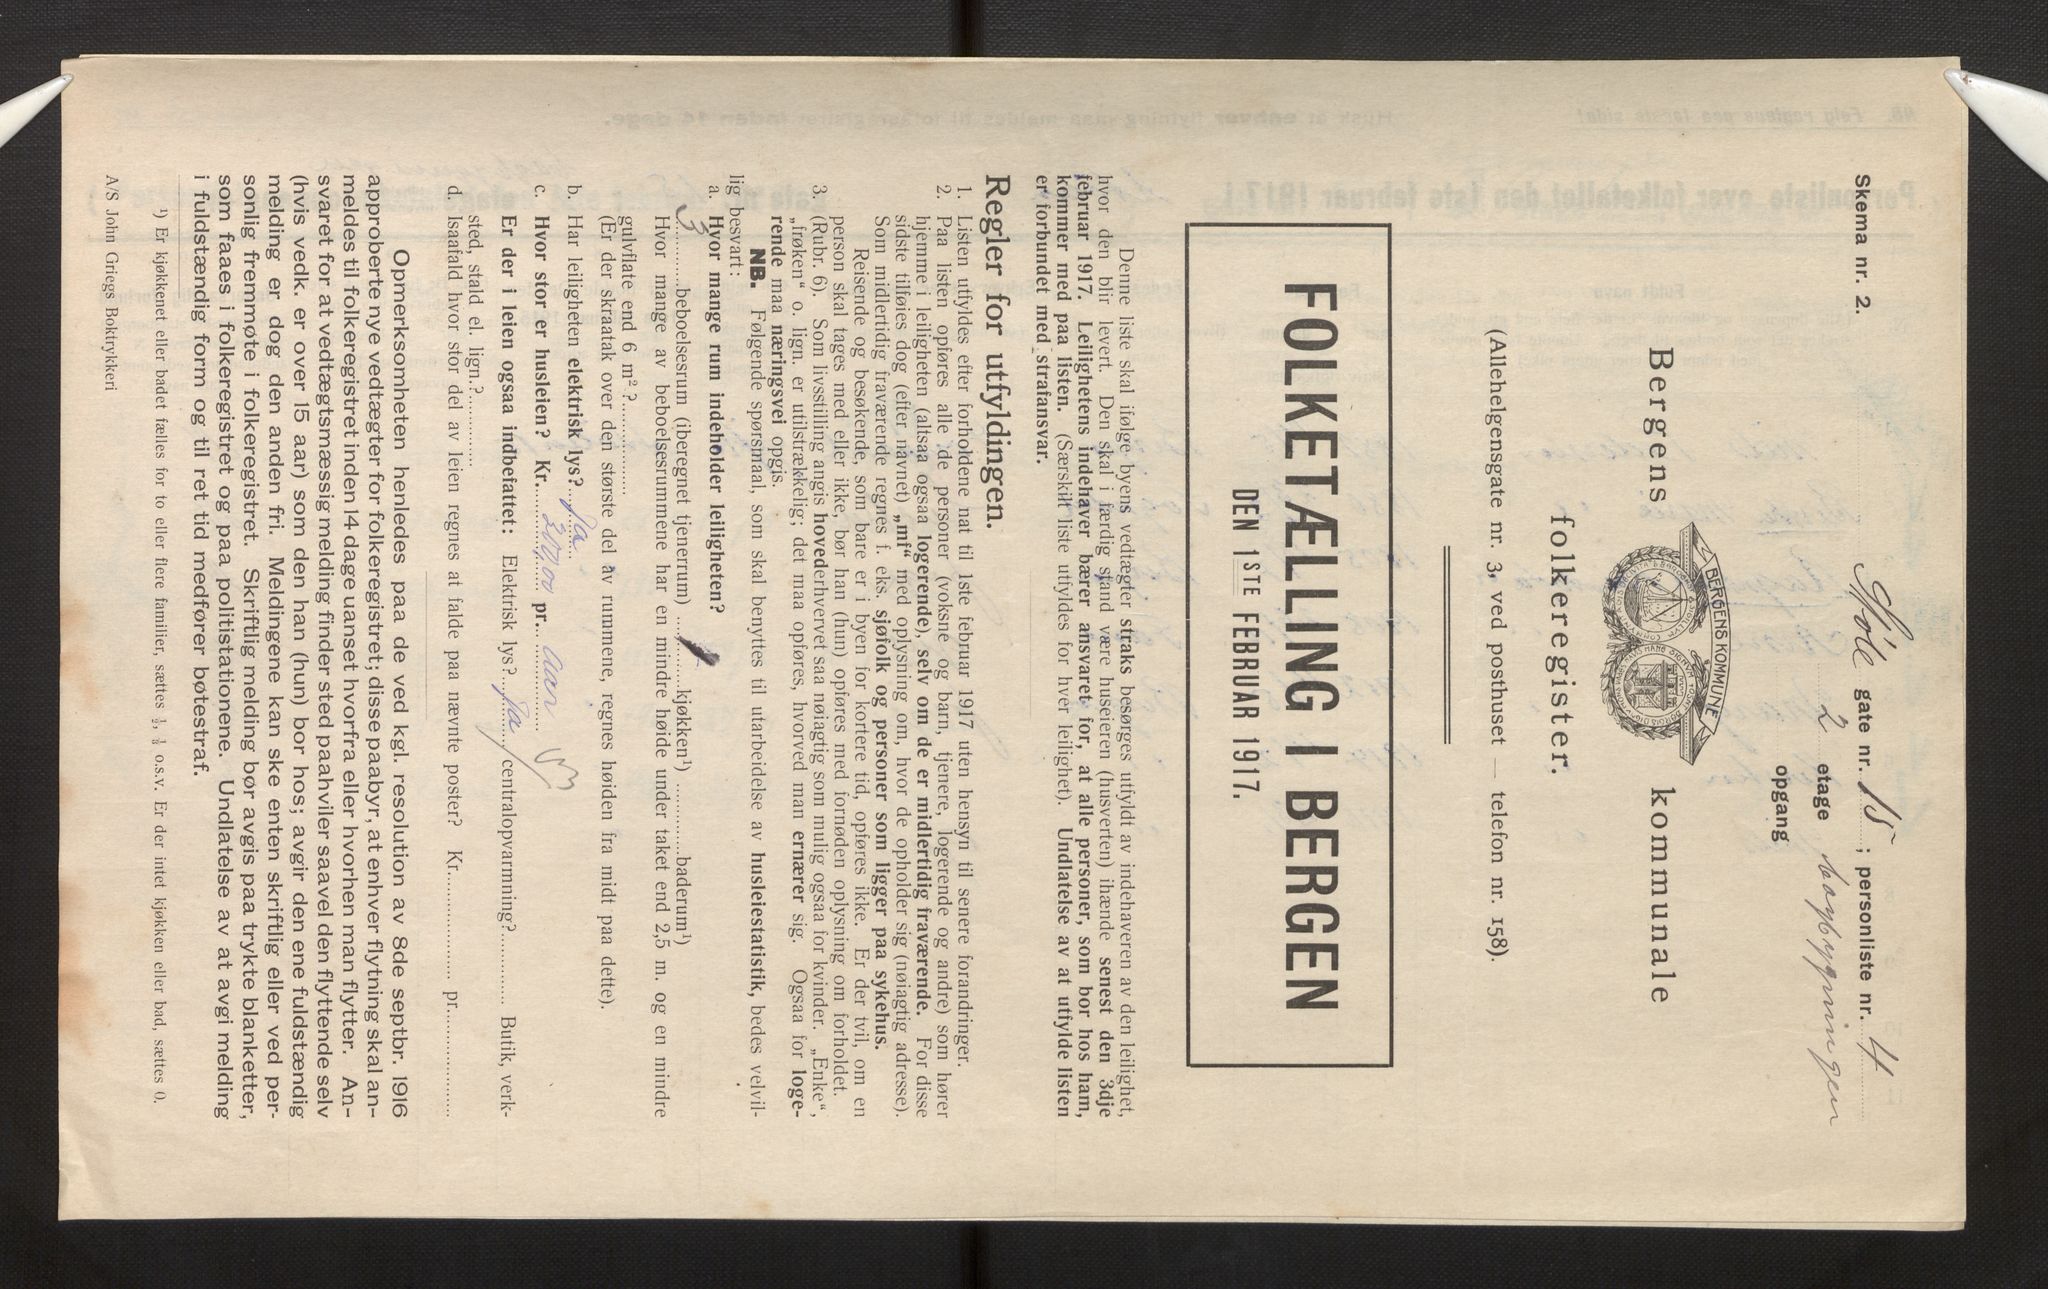 Skema nr. 2.
Støle gate nr. 15; personliste nr. 4
2 etage bakbygningen
opgang
BERGENS KOMMUNE
Bergens kommunale
folkeregister.
(Allehelgensgate nr. 3, ved posthuset — telefon nr. 158).
FOLKETÆLLING I BERGEN
DEN 1STE FEBRUAR 1917.
Denne liste skal ifølge byens vedtægter straks besørges utfyldt av indehaveren av den leilighet,
hvor den blir levert. Den skal i færdig stand være huseieren (husverten) ihænde senest den 3dje
februar 1917. Leilighetens indehaver bærer ansvaret for, at alle personer, som bor hos ham,
kommer med paa listen. (Særskilt liste utfyldes for hver leilighet). Undlatelse av at utfylde listen
er forbundet med strafansvar.
Regler for utfyldingen.
1. Listen utfyldes efter forholdene nat til 1ste februar 1917 uten hensyn til senere forandringer.
2. Paa listen opføres alle de personer (voksne og barn, tjenere, logerende og andre) som hører
hjemme i leiligheten (altsaa ogsaa logerende), selv om de er midlertidig fraværende. For disse
sidste tilføies dog (efter navnet) „mf“ med oplysning om, hvor de opholder sig (nøiagtig adresse).
Som midlertidig fraværende regnes f. eks. sjøfolk og personer som ligger paa sykehus.
Reisende og besøkende, som bare er i byen for kortere tid, opføres ikke. Er der tvil, om en
person skal tages med eller ikke, bør han (hun) opføres med fornøden oplysning om forholdet.
3. (Rubr. 6). Som livsstilling angis hovederhvervet saa nøiagtig som mulig ogsaa for kvinder. „Enke“,
„frøken“ o. lign. er utilstrækkelig; det maa opføres, hvorved man ernærer sig. Ogsaa for loge-
rende maa næringsvei opgis.
NB. Følgende spørsmaal, som skal benyttes til utarbeidelse av husleiestatistik, bedes velvil-
lig besvart:
a. Hvor mange rum indeholder leiligheten?
3 beboelsesrum (iberegnet tjenerrum) kjøkken¹) baderum¹)
Hvor mange av beboelsesrummene har en mindre høide under taket end 2,5 m. og en mindre
gulvflate end 6 m²?
(Er der skraatak over den største del av rummene, regnes høiden fra midt paa dette).
b. Har leiligheten elektrisk lys? Ja
c. Hvor stor er husleien? Kr. pr. aar
Er der i leien ogsaa indbefattet: Elektrisk lys? Ja centralopvarmning? Butik, verk-
sted, stald el. lign.?
d. Isaafald hvor stor del av leien regnes at falde paa nævnte poster? Kr. pr.
Opmerksomheten henledes paa de ved kgl. resolution av 8de septbr. 1916
approberte nye vedtægter for folkeregistret; disse paabyr, at enhver flytning skal an-
meldes til folkeregistret inden 14 dage uanset hvorfra eller hvorhen man flytter. An-
svaret for at vedtægtsmæssig melding finder sted paahviler saavel den flyttende selv
(hvis vedk. er over 15 aar) som den han (hun) bor hos; avgir den ene fuldstændig
melding er dog den anden fri. Meldingene kan ske enten skriftlig eller ved per-
sonlig fremmøte i folkeregistret. Skriftlig melding bør avgis paa trykte blanketter,
som faaes i folkeregistret og paa politistationene. Undlatelse av at avgi melding
i fuldstændig form og til ret tid medfører bøtestraf.
¹) Er kjøkkenet eller badet fælles for to eller flere familier, sættes ½, ⅓ o.s.v. Er der intet kjøkken eller bad, sættes 0.
A/S John Griegs Boktrykkeri